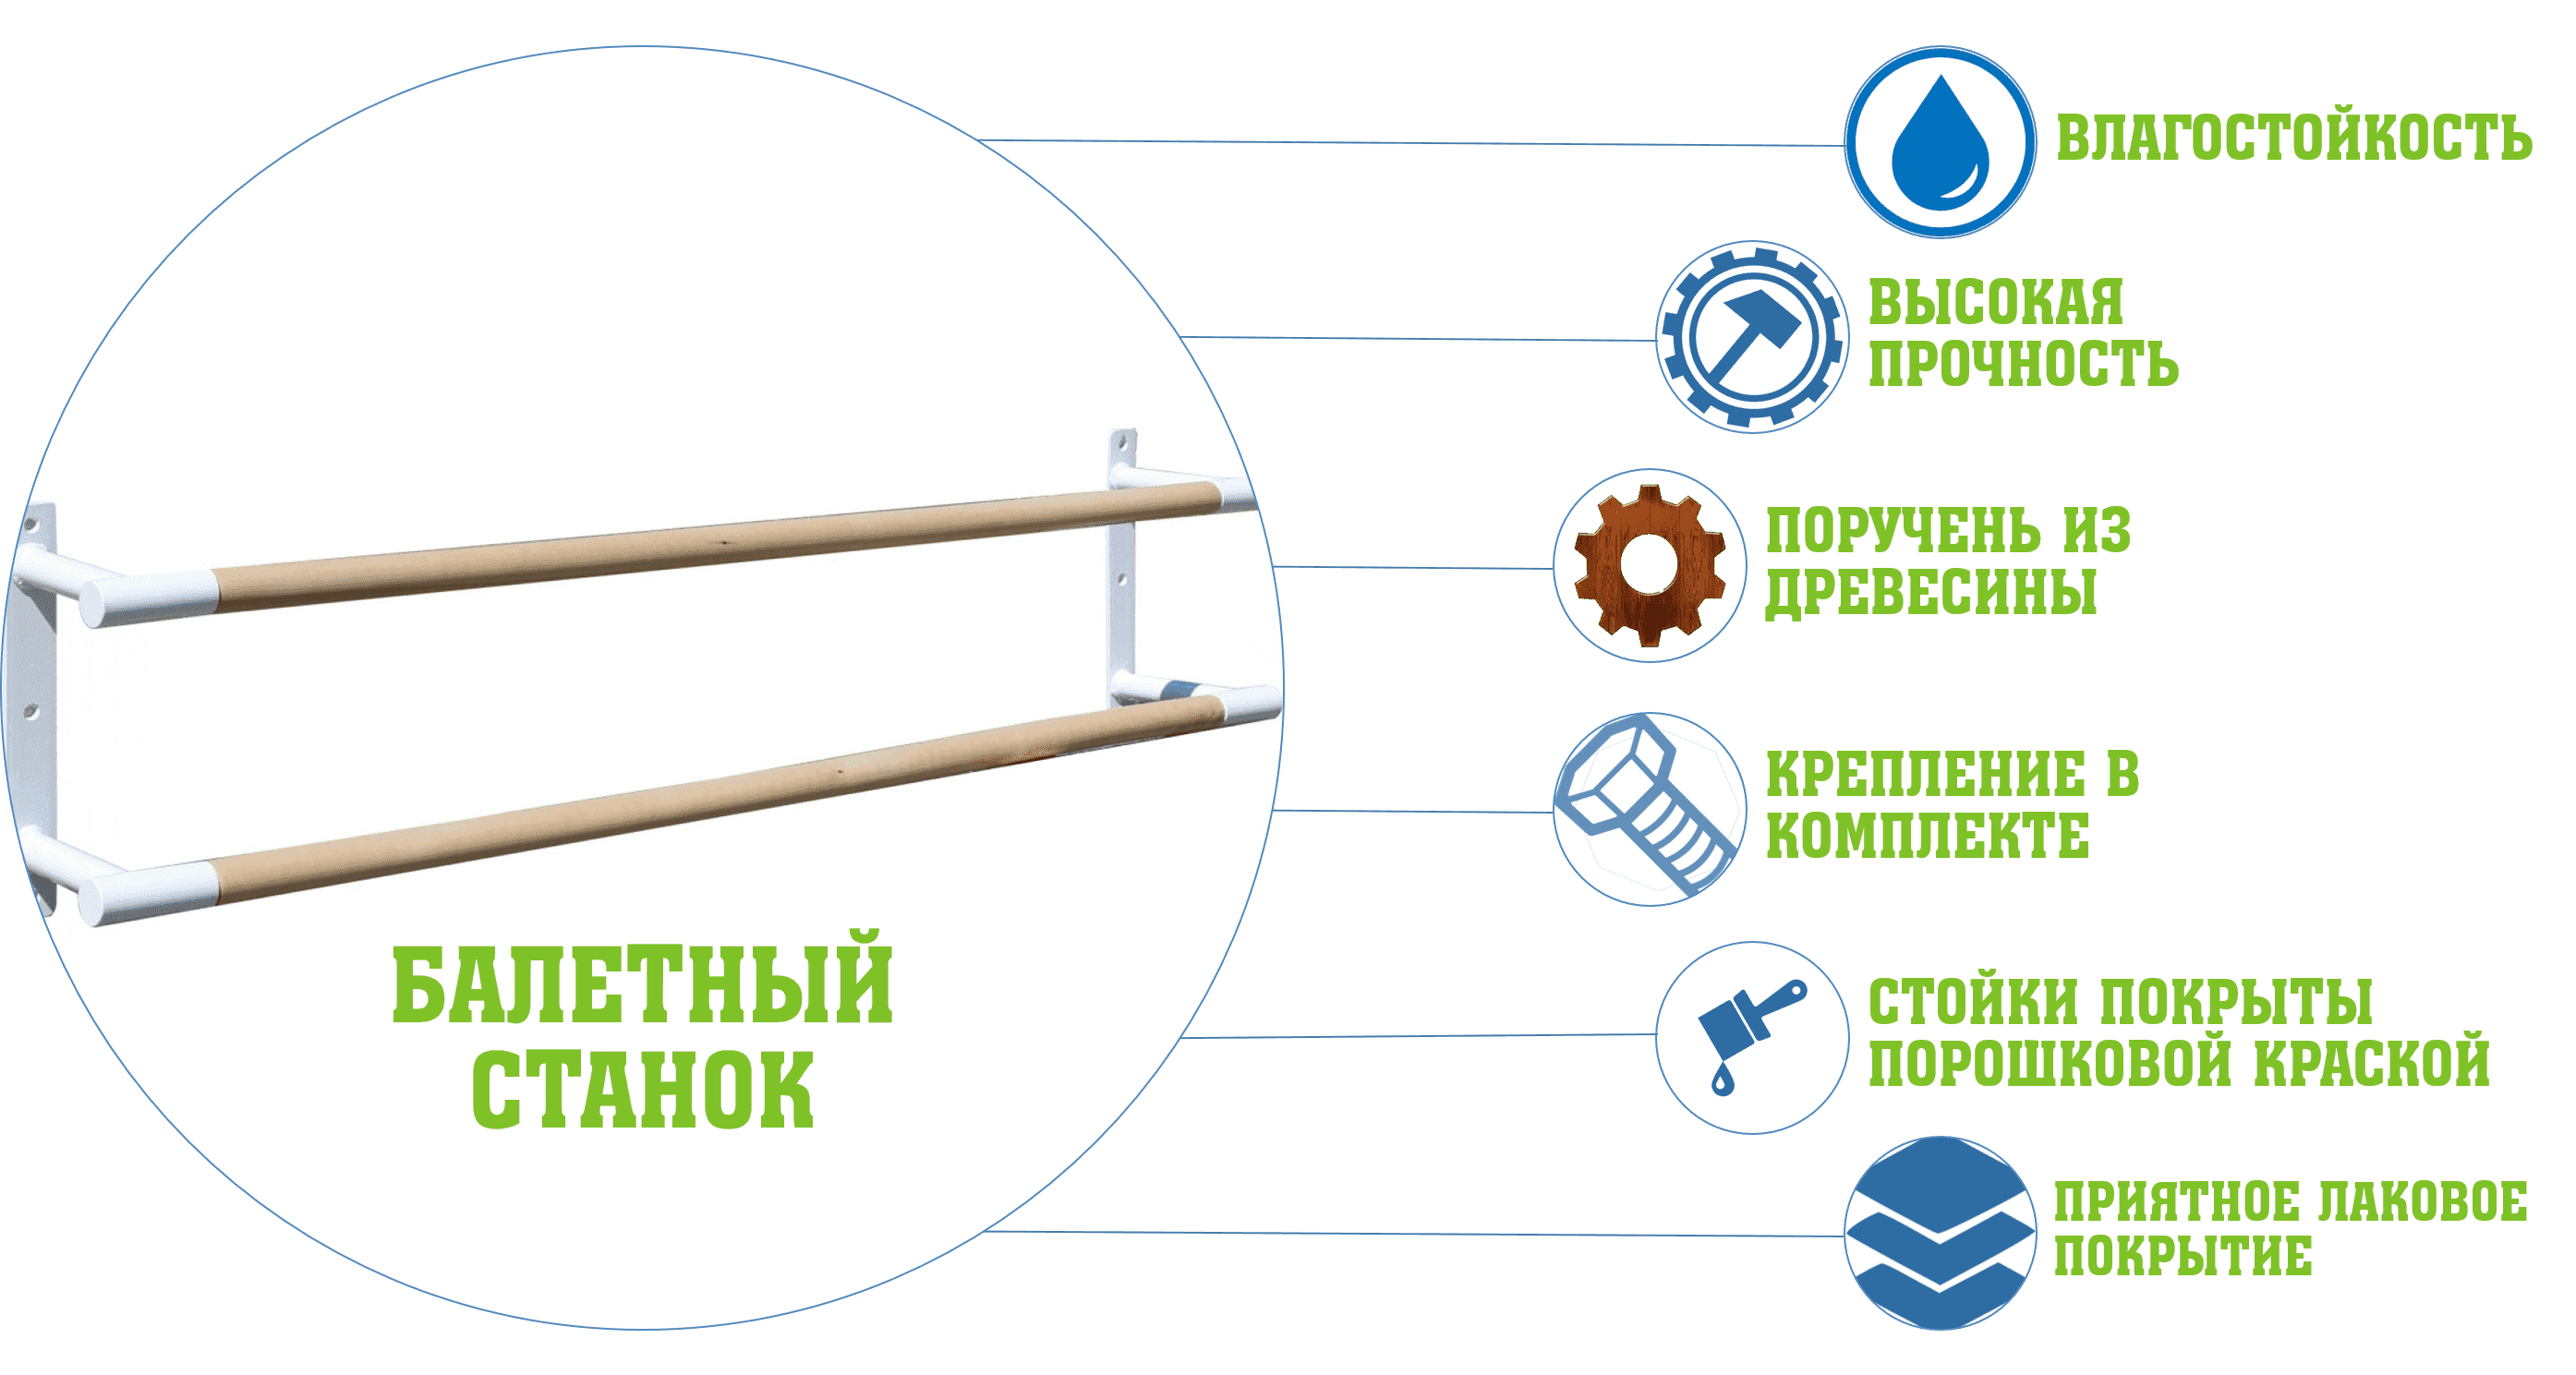 БАЛЕТНЫЙ
СТАНОК
ВЛАГОСТОЙКОСТЬ
ВЫСОКАЯ
ПРОЧНОСТЬ
ПОРУЧЕНЬ ИЗ
ДРЕВЕСИНЫ
КРЕПЛЕНИЕ В
КОМПЛЕКТЕ
СТОЙКИ ПОКРЫТЫ
ПОРОШКОВОЙ КРАСКОЙ
ПРИЯТНОЕ ЛАКОВОЕ
ПОКРЫТИЕ